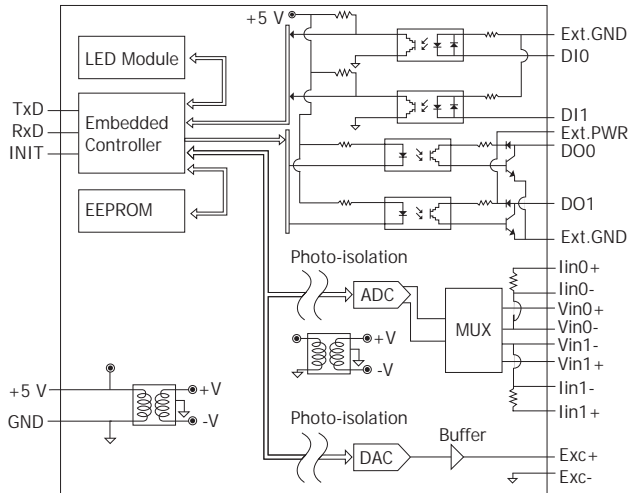 +5 V
Ext.GND
DI0
LED Module
TxD
RxD
INIT
Embedded
Controller
DI1
Ext.PWR
DO0
EEPROM
DO1
Ext.GND
Photo-isolation
ADC
MUX
Iin0+
Iin0-
Vin0+
Vin0-
Vin1-
Vin1+
Iin1-
Iin1+
+V
-V
+5 V
GND
+V
-V
Photo-isolation
DAC
Buffer
Exc+
Exc-